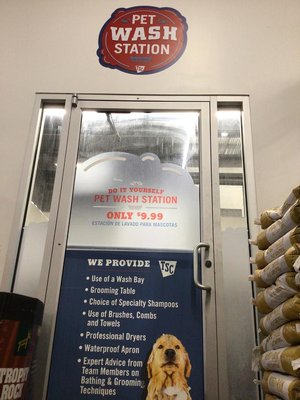 PET
WASH
STATION
TSC
DO IT YOURSELF
PET WASH STATION
ONLY $9.99
ESTACIÓN DE LAVADO PARA MASCOTAS
WE PROVIDE
TSC
• Use of a Wash Bay
• Grooming Table
• Choice of Specialty Shampoos
• Use of Brushes, Combs
and Towels
• Professional Dryers
• Waterproof Apron
• Expert Advice from
Team Members on
Bathing & Grooming
Techniques